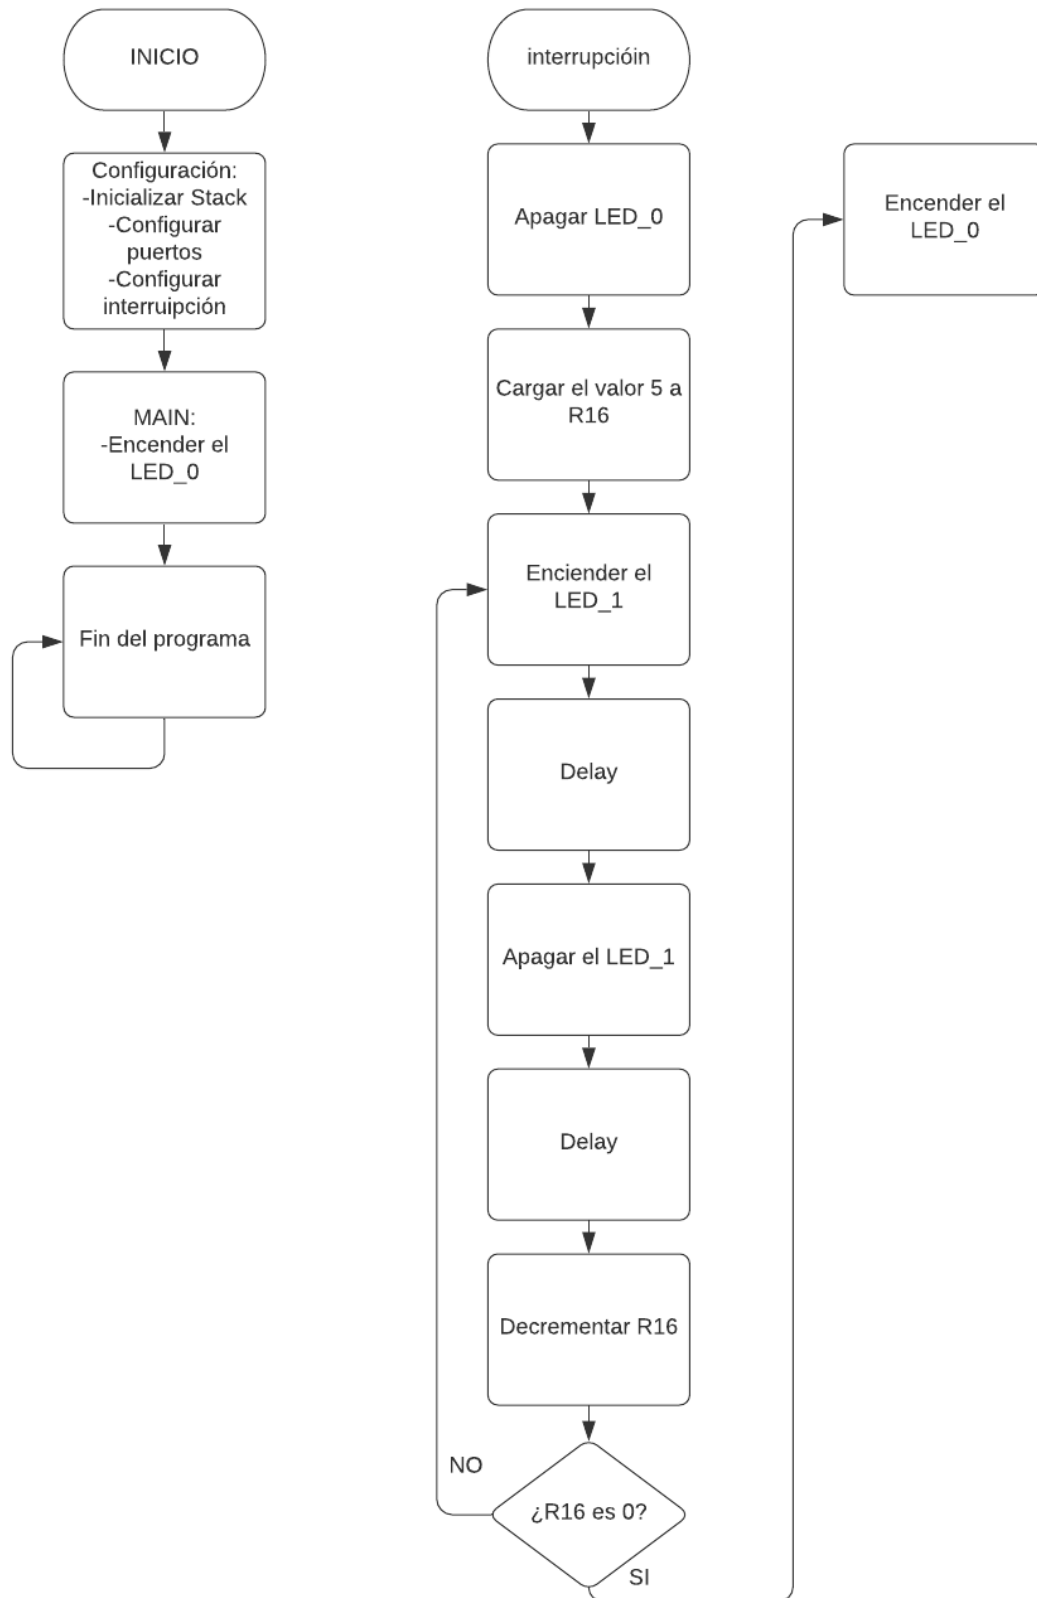 INICIO
Configuración:
-Inicializar Stack
-Configurar
puertos
-Configurar
interruipción
MAIN:
-Encender el
LED_0
Fin del programa
interrupcióin
Apagar LED_0
Cargar el valor 5 a
R16
Enciender el
LED_1
Delay
Apagar el LED_1
Delay
Decrementar R16
¿R16 es 0?
NO
SI
Encender el
LED_0